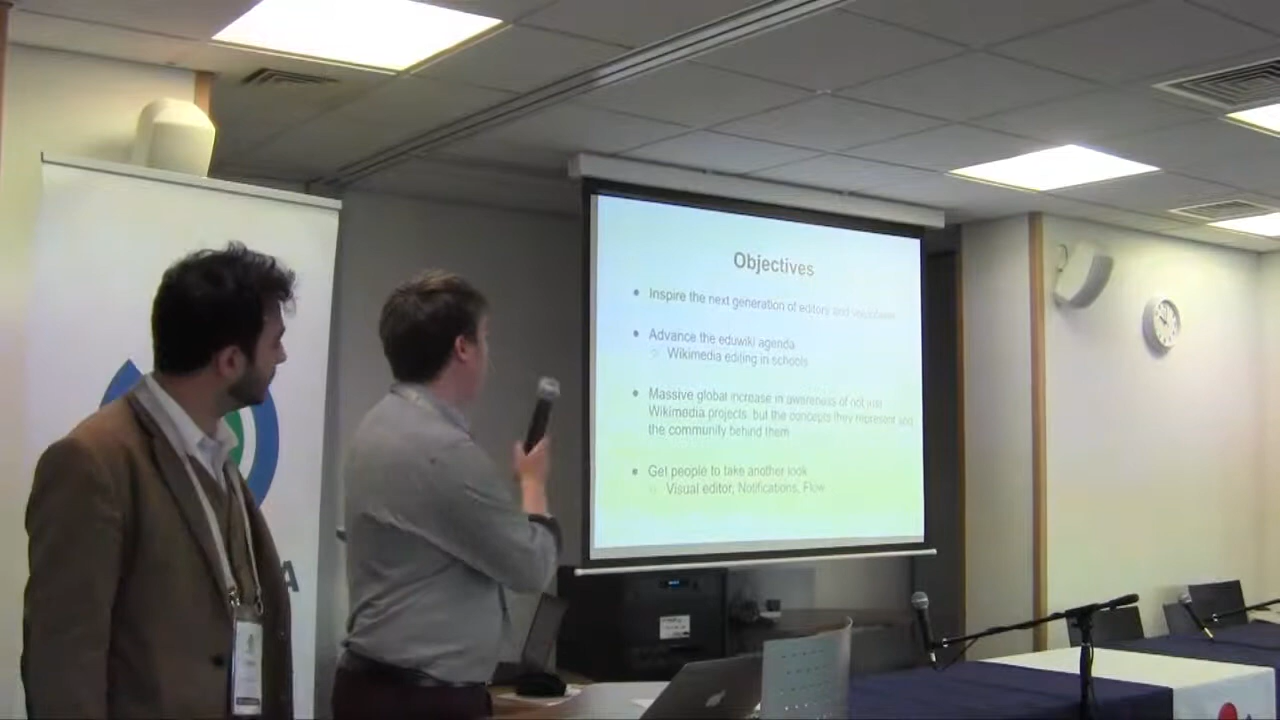 Objectives
Inspire the next generation of editors and volunteers
Advance the eduwiki agenda
Wikimedia editing in schools
Massive global increase in awareness of not just
Wikimedia projects, but the concepts they represent and
the community behind them
Get people to take another look
Visual editor, Notifications, Flow
A